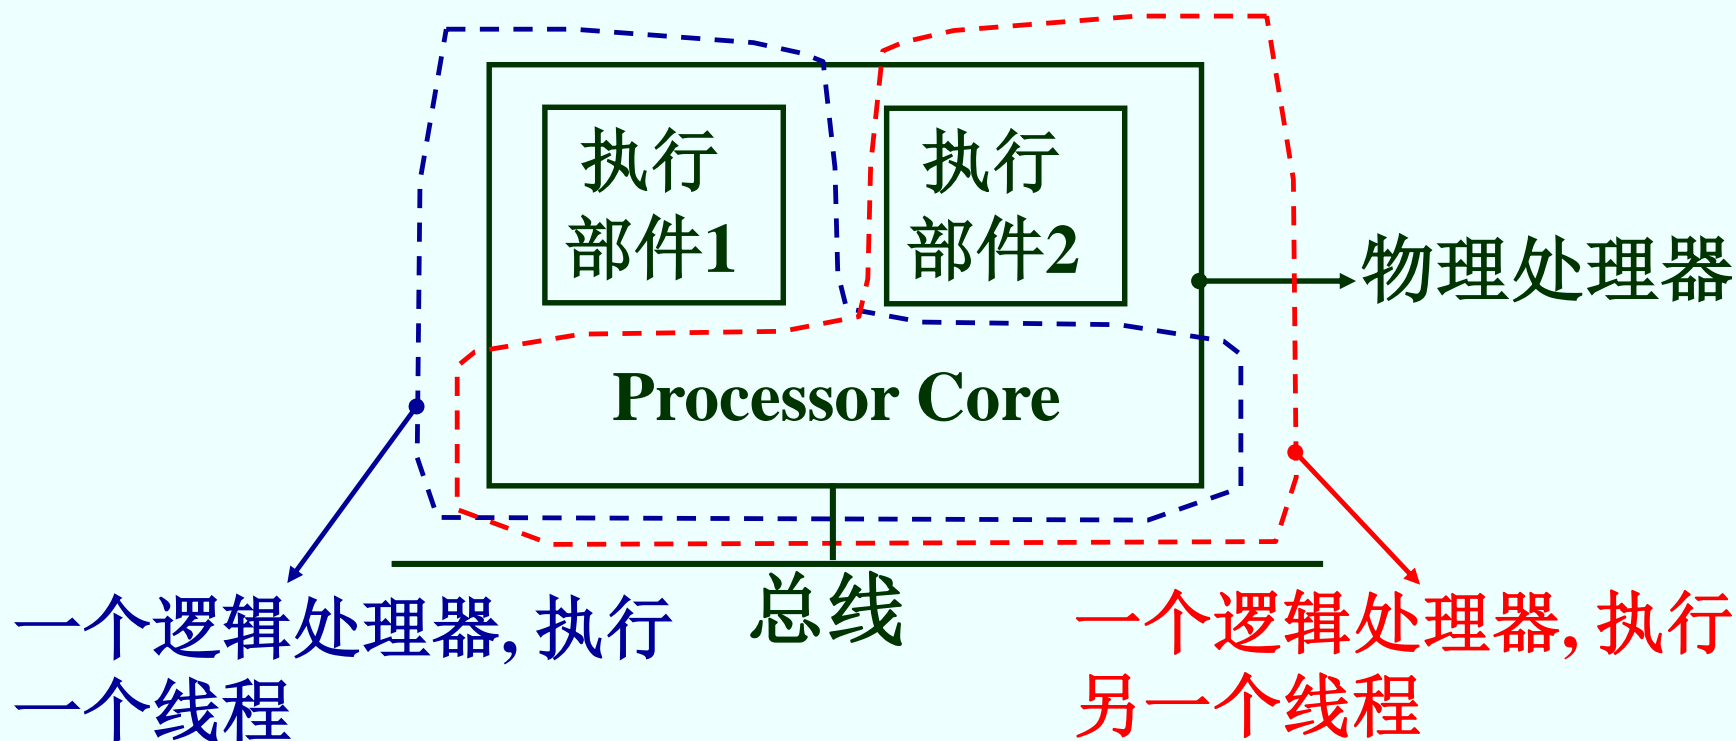 执行
部件1
执行
部件2
物理处理器
Processor Core
总线
一个逻辑处理器,执行
一个线程
一个逻辑处理器,执行
另一个线程